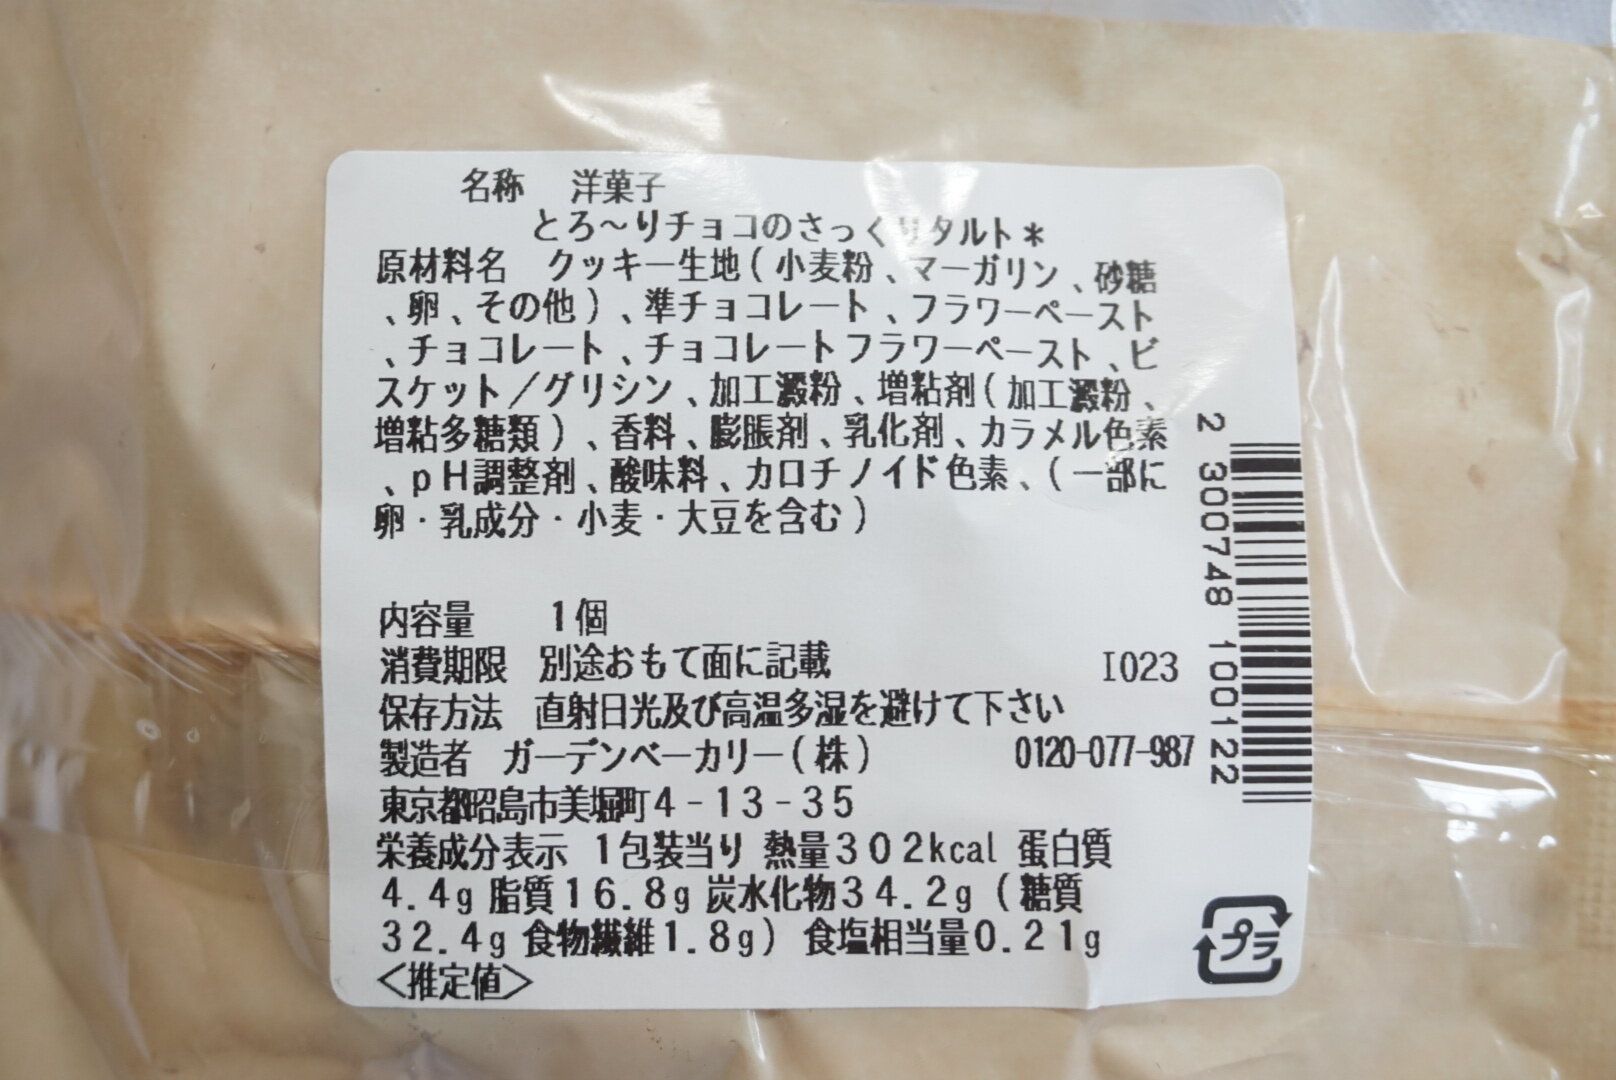 名称 洋菓子
とろ～りチョコのさっくりタルト＊
原材料名 クッキー生地(小麦粉、マーガリン、砂糖
、卵、その他)、準チョコレート、フラワーペースト
、チョコレート、チョコレートフラワーペースト、ビ
スケット／グリシン、加工澱粉、増粘剤(加工澱粉、
増粘多糖類)、香料、膨脹剤、乳化剤、カラメル色素
、pH調整剤、酸味料、カロチノイド色素、(一部に
卵・乳成分・小麦・大豆を含む)
内容量 1個
消費期限 別途おもて面に記載 I023
保存方法 直射日光及び高温多湿を避けて下さい
製造者 ガーデンベーカリー(株) 0120-077-987
東京都昭島市美堀町4-13-35
栄養成分表示 1包装当り 熱量302kcal 蛋白質
4.4g 脂質16.8g 炭水化物34.2g(糖質
32.4g 食物繊維1.8g) 食塩相当量0.21g
<推定値>
2 300748 100122
プラ